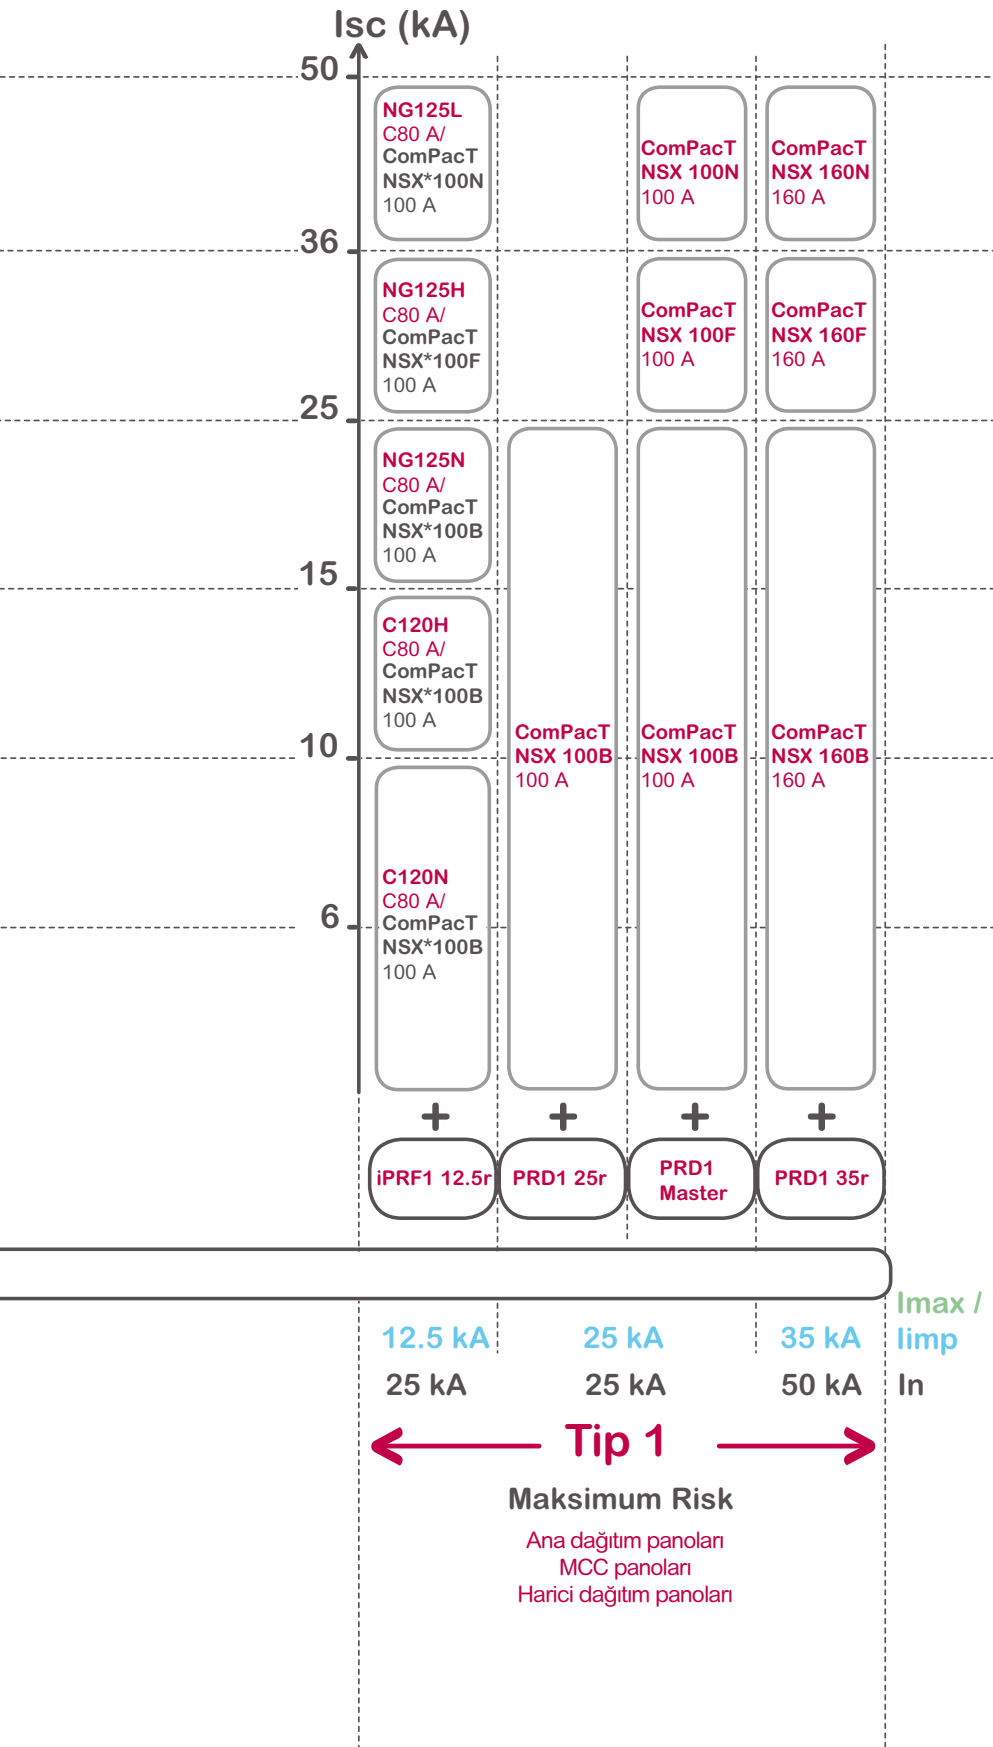 Isc (kA)
50
NG125L
C80 A/
ComPacT
NSX*100N
100 A
ComPacT
NSX 100N
100 A
ComPacT
NSX 160N
160 A
36
NG125H
C80 A/
ComPacT
NSX*100F
100 A
ComPacT
NSX 100F
100 A
ComPacT
NSX 160F
160 A
25
NG125N
C80 A/
ComPacT
NSX*100B
100 A
15
C120H
C80 A/
ComPacT
NSX*100B
100 A
10
ComPacT
NSX 100B
100 A
ComPacT
NSX 100B
100 A
ComPacT
NSX 160B
160 A
C120N
C80 A/
ComPacT
NSX*100B
100 A
6
+ + + +
iPRF1 12.5r
PRD1 25r
PRD1
Master
PRD1 35r
Imax /
12.5 kA 25 kA 35 kA Iimp
25 kA 25 kA 50 kA In
Tip 1
Maksimum Risk
Ana dağıtım panoları
MCC panoları
Harici dağıtım panoları